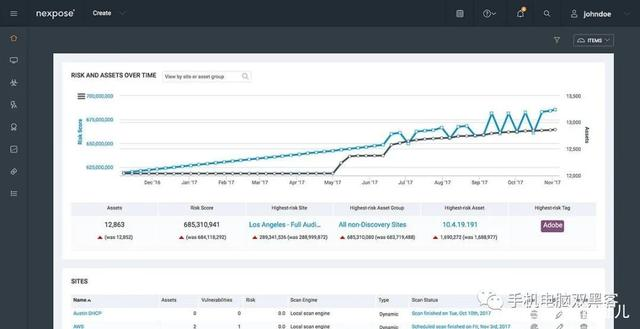 nexpose
Create
johndoe
ITEMS
RISK AND ASSETS OVER TIME
View by site or asset group
700,000,000
675,000,000
650,000,000
625,000,000
Risk Score
13,500
13,000
12,500
12,000
Assets
Dec '16 Jan '17 Feb '17 Mar '17 Apr '17 May '17 Jun '17 Jul '17 Aug '17 Sep '17 Oct '17 Nov '17
Assets Risk Score Highest-risk Site Highest-risk Asset Group Highest-risk Asset Highest-risk Tag
12,863 685,310,941 Los Angeles - Full Audi... All non-Discovery Sites 10.4.19.191 Adobe
(was 12,852) (was 684,118,292) 289,341,536 (was 288,999,872) 685,310,080 (was 683,719,488) 1,690,272 (was 1,688,977)
SITES
Name Assets Vulnerabilities Risk Scan Engine Type Scan Status
Austin DHCP 0 0 0.0 Local scan engine Dynamic Scan finished on Tue, Oct 10th, 2017
AWS 2 Local scan engine Dynamic Scheduled scan finished on Fri, Nov 3rd, 2017
手机电脑双黑客